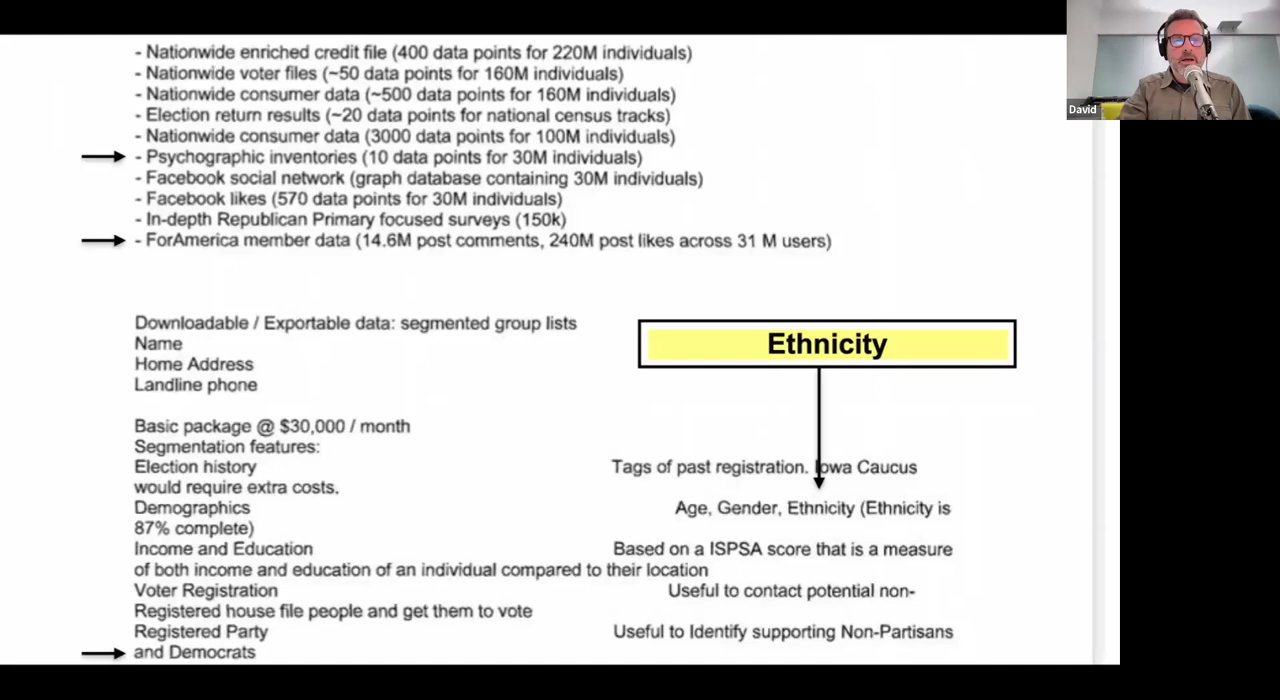 - Nationwide enriched credit file (400 data points for 220M individuals)
- Nationwide voter files (~50 data points for 160M individuals)
- Nationwide consumer data (~500 data points for 160M individuals)
- Election return results (~20 data points for national census tracks)
- Nationwide consumer data (3000 data points for 100M individuals)
- Psychographic inventories (10 data points for 30M individuals)
- Facebook social network (graph database containing 30M individuals)
- Facebook likes (570 data points for 30M individuals)
- In-depth Republican Primary focused surveys (150k)
- ForAmerica member data (14.6M post comments, 240M post likes across 31 M users)
David
Downloadable / Exportable data: segmented group lists
Name
Home Address
Landline phone
Ethnicity
Basic package @ $30,000 / month
Segmentation features:
Election history Tags of past registration. Iowa Caucus
would require extra costs.
Demographics Age, Gender, Ethnicity (Ethnicity is
87% complete)
Income and Education Based on a ISPSA score that is a measure
of both income and education of an individual compared to their location
Voter Registration Useful to contact potential non-
Registered house file people and get them to vote
Registered Party Useful to Identify supporting Non-Partisans
and Democrats